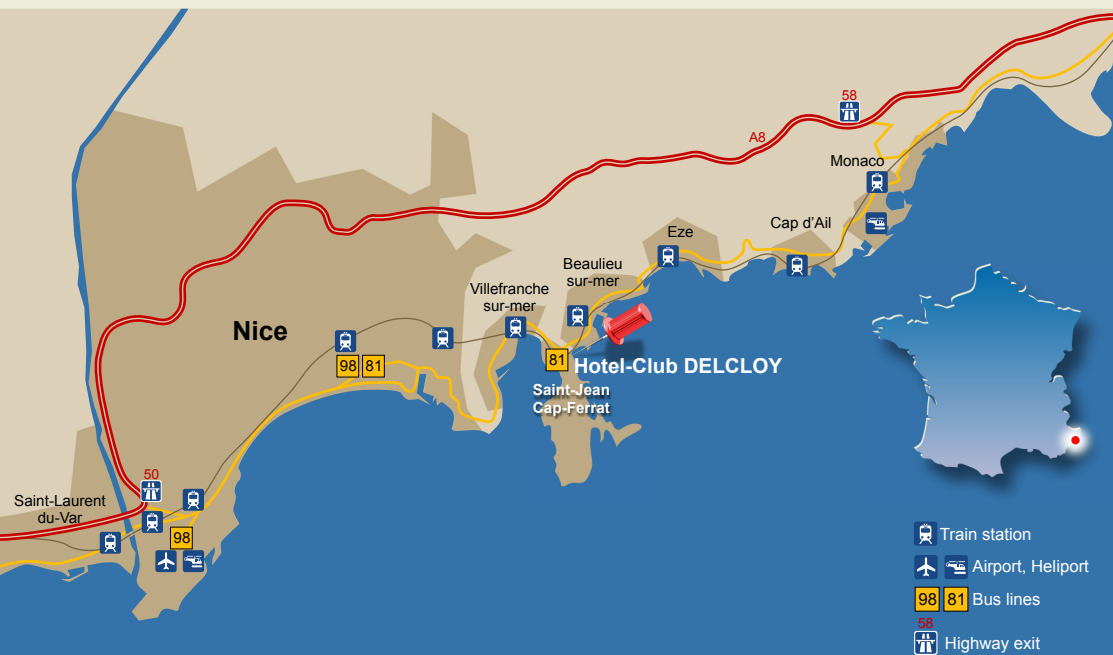 58
A8
Monaco
Cap d'Ail
Eze
Beaulieu
sur-mer
Villefranche
sur-mer
Nice
98 81
81
Hotel-Club DELCLOY
Saint-Jean
Cap-Ferrat
50
Saint-Laurent
du-Var
98
Train station
Airport, Heliport
98 81 Bus lines
58
Highway exit